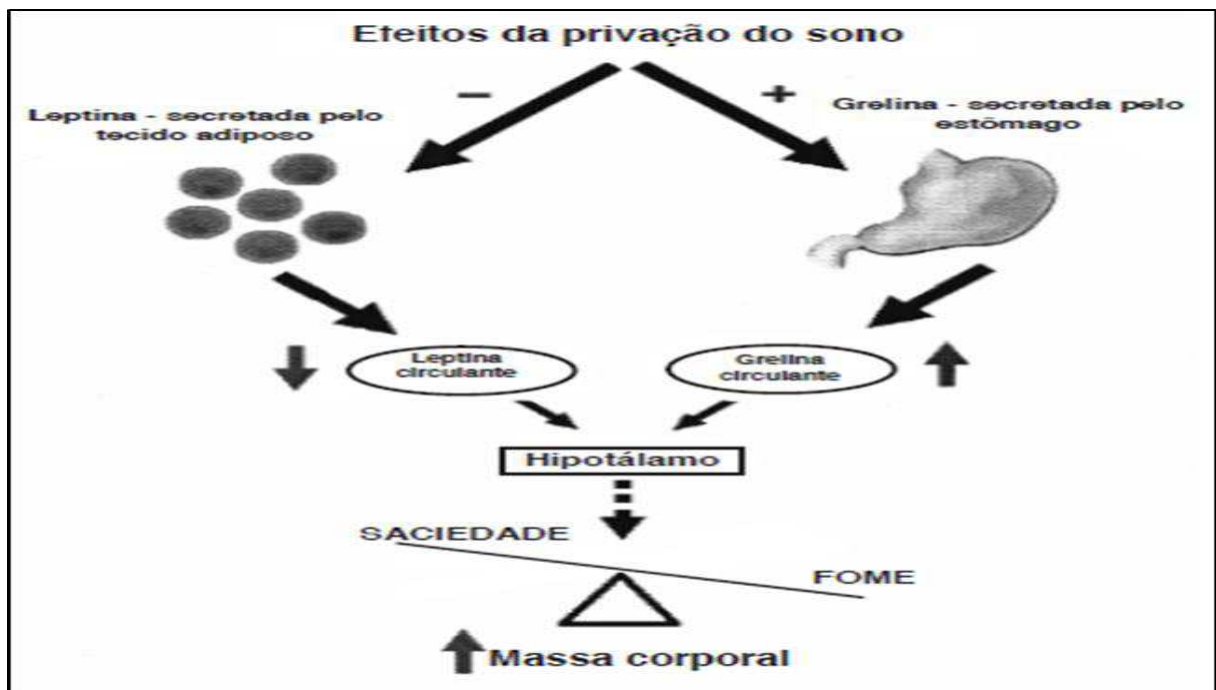 Efeitos da privação do sono
−
+
Leptina - secretada pelo
tecido adiposo
Grelina - secretada pelo
estômago
Leptina
circulante
Grelina
circulante
Hipotálamo
SACIEDADE
FOME
Massa corporal